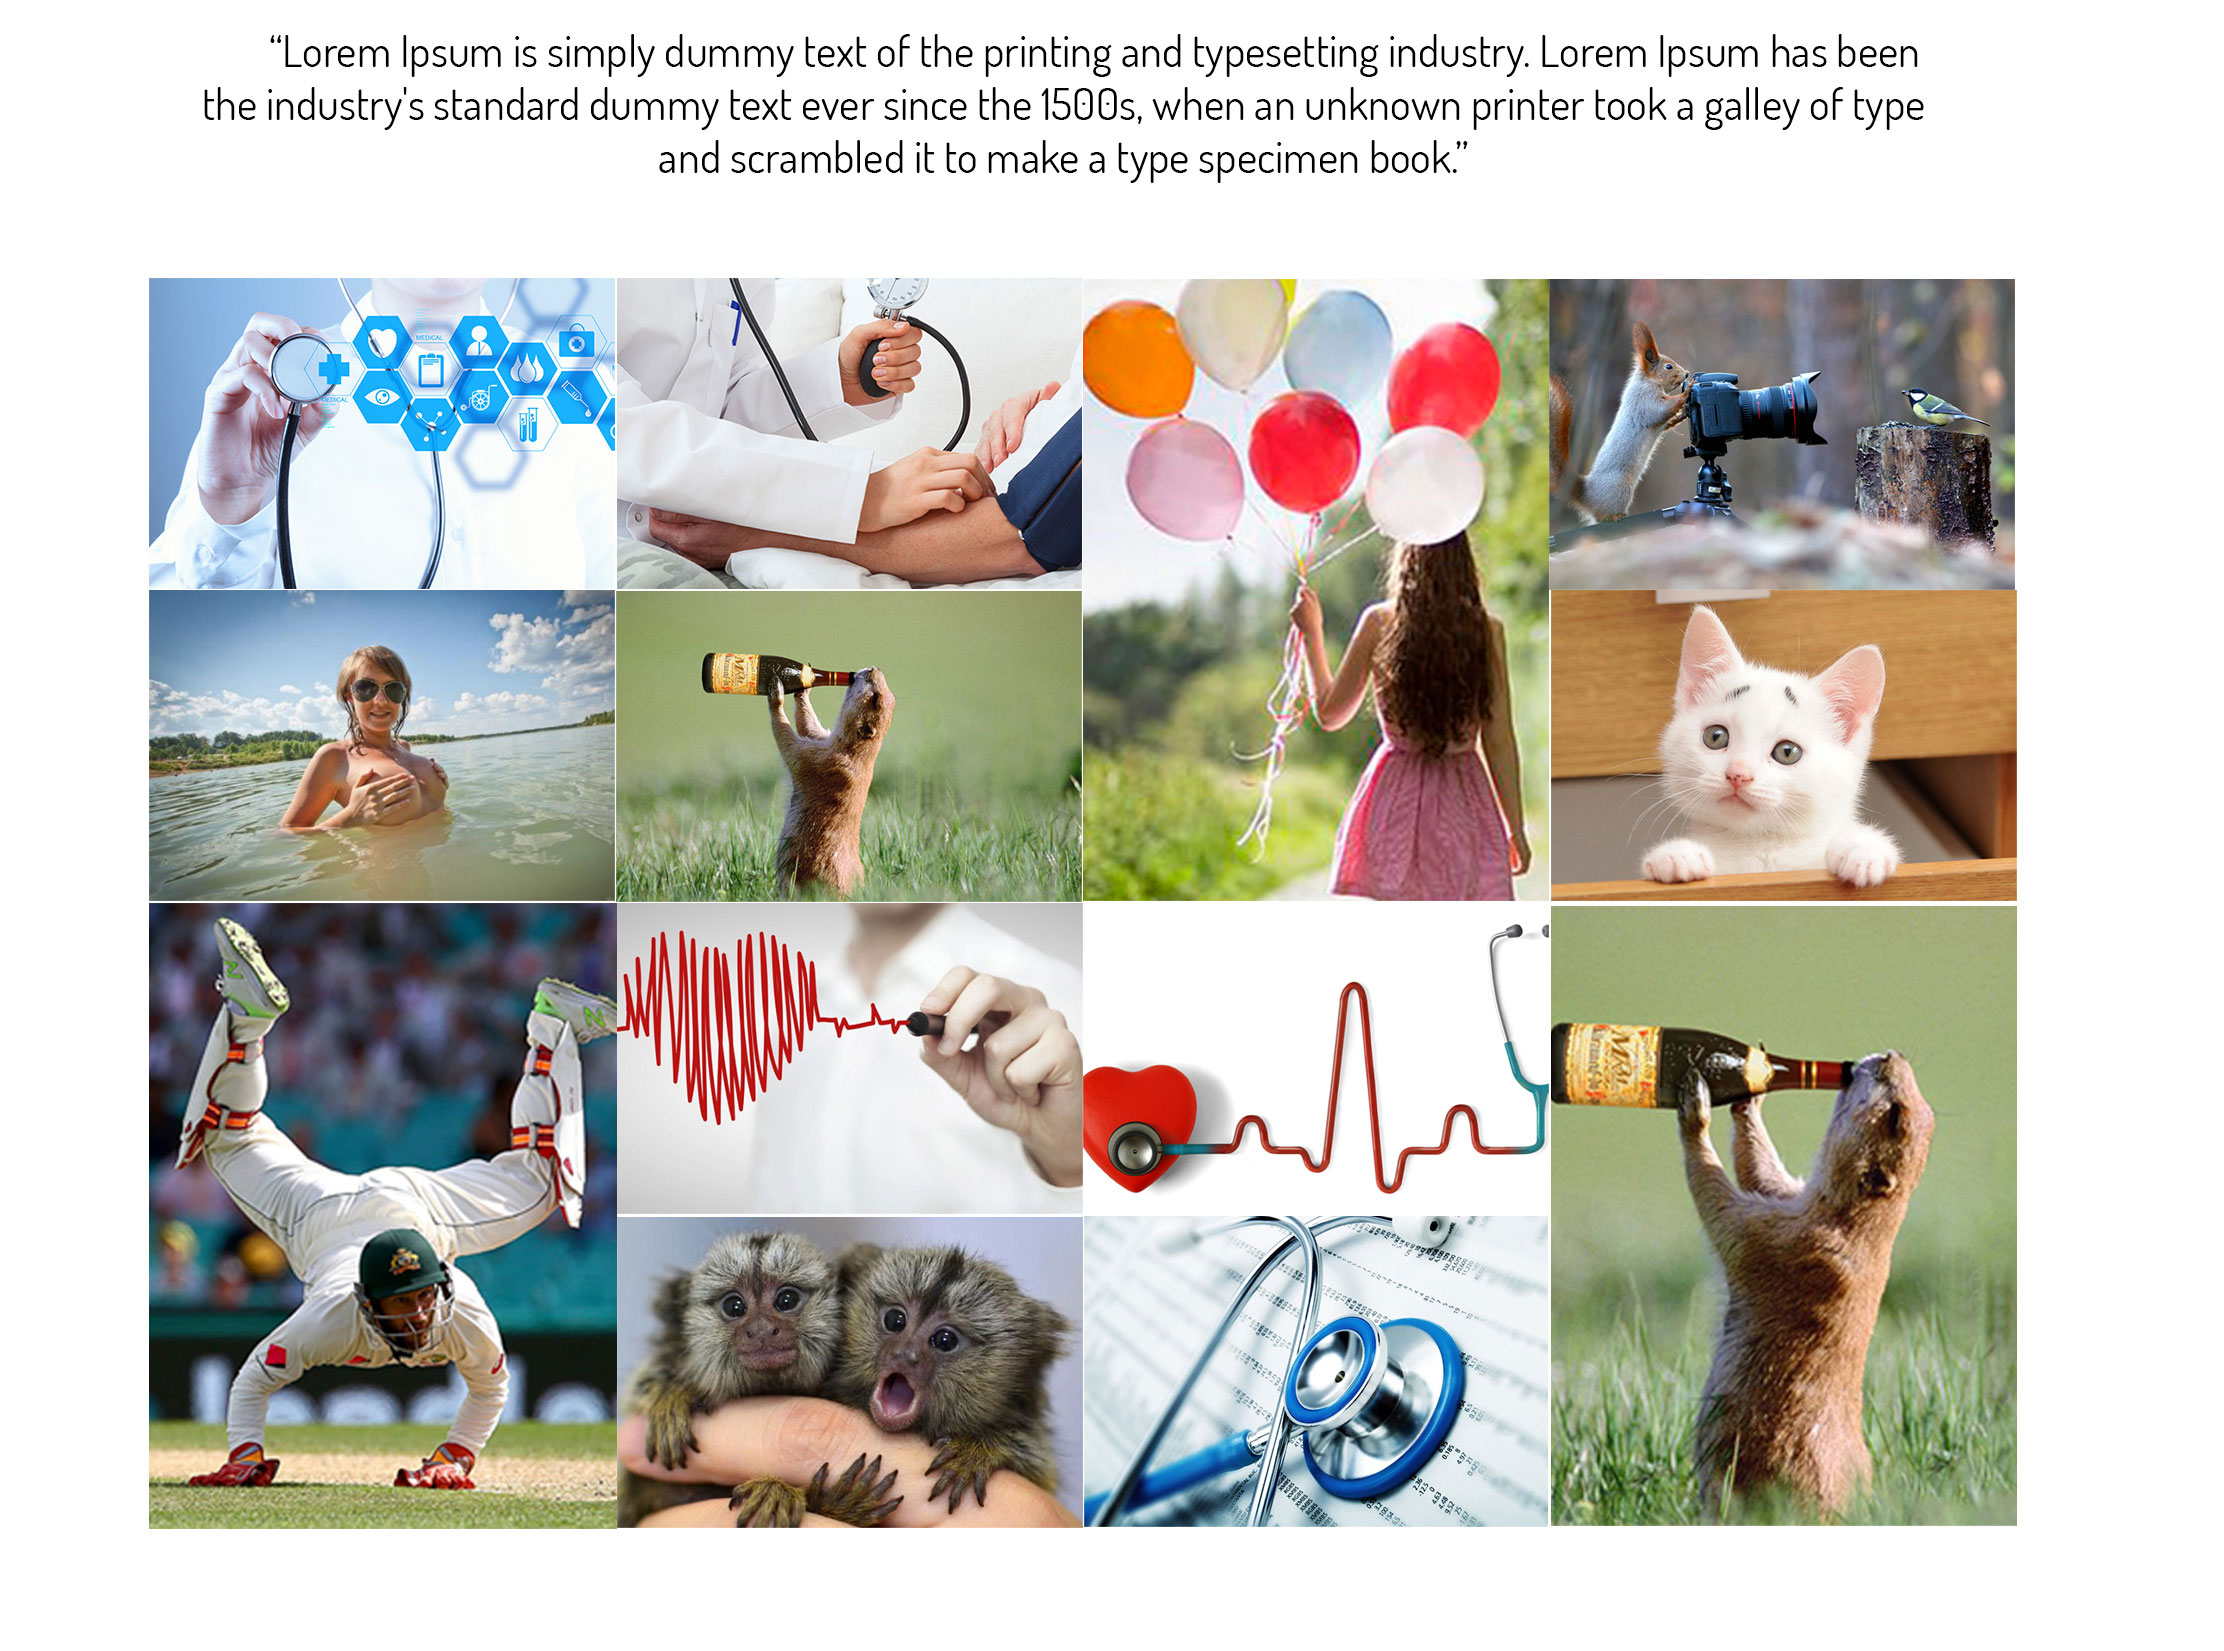 “Lorem Ipsum is simply dummy text of the printing and typesetting industry. Lorem Ipsum has been
the industry's standard dummy text ever since the 1500s, when an unknown printer took a galley of type
and scrambled it to make a type specimen book.”
MEDICAL
MEDICAL